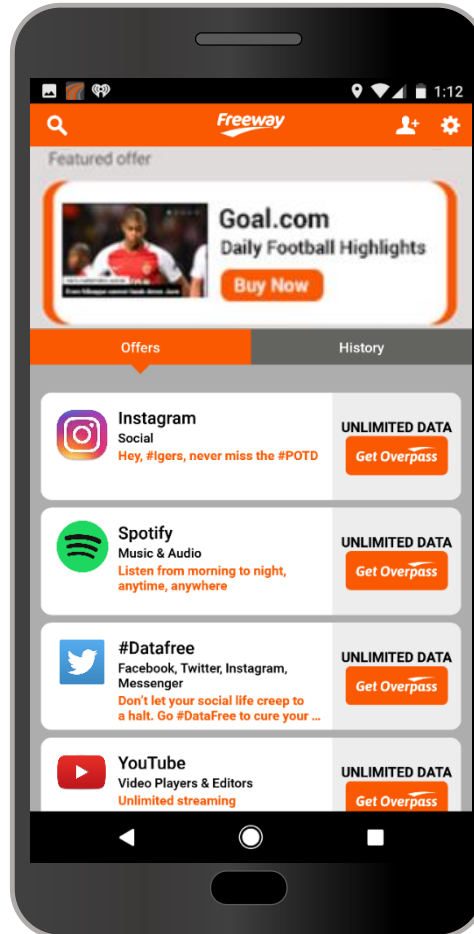 1:12
Freeway
Featured offer
Goal.com
Daily Football Highlights
Buy Now
Offers
History
Instagram
Social
Hey, #Igers, never miss the #POTD
UNLIMITED DATA
Get Overpass
Spotify
Music & Audio
Listen from morning to night,
anytime, anywhere
UNLIMITED DATA
Get Overpass
#Datafree
Facebook, Twitter, Instagram,
Messenger
Don't let your social life creep to
a halt. Go #DataFree to cure your ...
UNLIMITED DATA
Get Overpass
YouTube
Video Players & Editors
Unlimited streaming
UNLIMITED DATA
Get Overpass